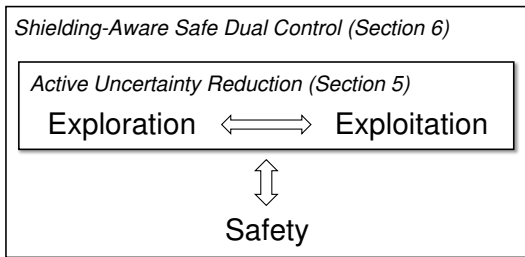 Shielding-Aware Safe Dual Control (Section 6)
Active Uncertainty Reduction (Section 5)
Exploration Exploitation
Safety